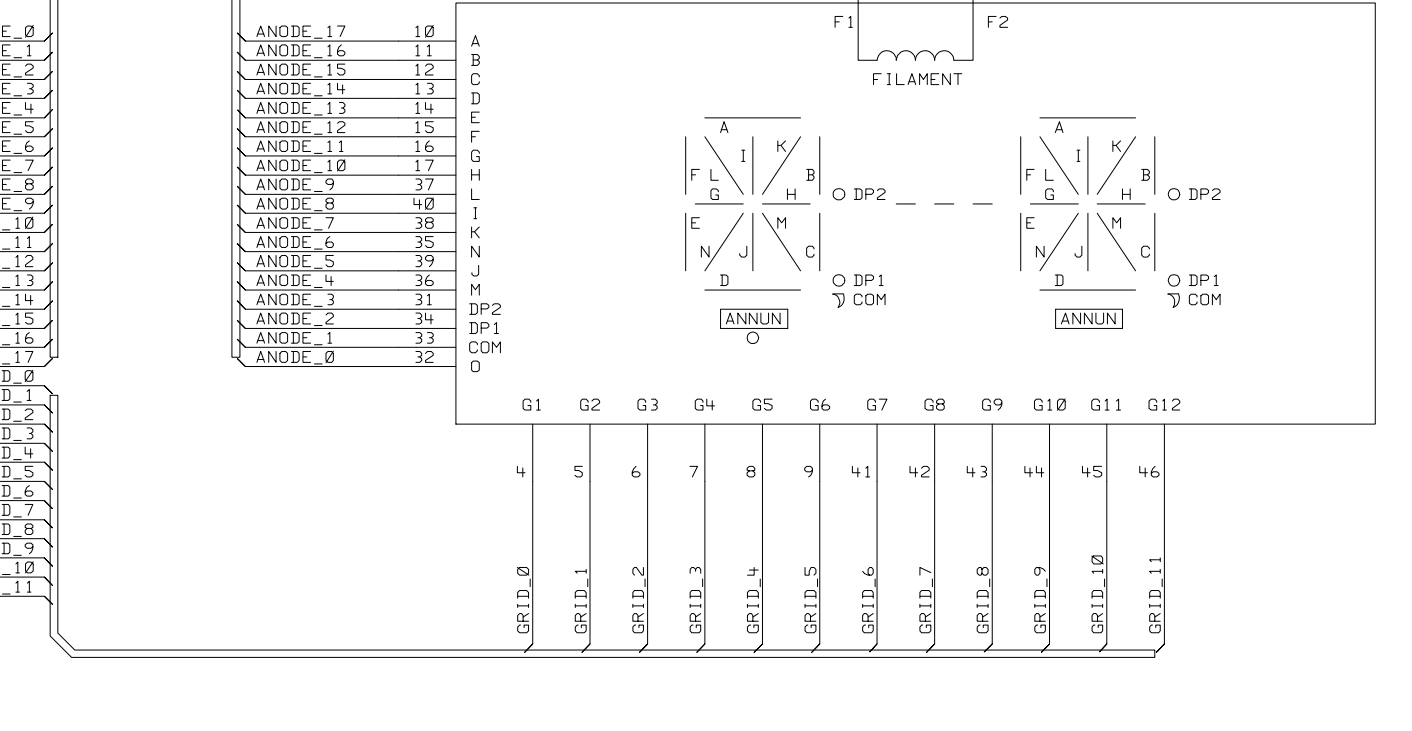 F1 F2
FILAMENT
E_Ø
E_1
E_2
E_3
E_4
E_5
E_6
E_7
E_8
E_9
_1Ø
_11
_12
_13
_14
_15
_16
_17
D_Ø
D_1
D_2
D_3
D_4
D_5
D_6
D_7
D_8
D_9
_1Ø
_11
ANODE_17 1Ø A
ANODE_16 11 B
ANODE_15 12 C
ANODE_14 13 D
ANODE_13 14 E
ANODE_12 15 F
ANODE_11 16 G
ANODE_1Ø 17 H
ANODE_9 37 L
ANODE_8 4Ø I
ANODE_7 38 K
ANODE_6 35 N
ANODE_5 39 J
ANODE_4 36 M
ANODE_3 31 DP2
ANODE_2 34 DP1
ANODE_1 33 COM
ANODE_Ø 32 O
A
I K
F L B
G H DP2
E M
N J C
D DP1
COM
ANNUN
A
I K
F L B
G H DP2
E M
N J C
D DP1
COM
ANNUN
G1 G2 G3 G4 G5 G6 G7 G8 G9 G1Ø G11 G12
4 5 6 7 8 9 41 42 43 44 45 46
GRID_Ø
GRID_1
GRID_2
GRID_3
GRID_4
GRID_5
GRID_6
GRID_7
GRID_8
GRID_9
GRID_1Ø
GRID_11